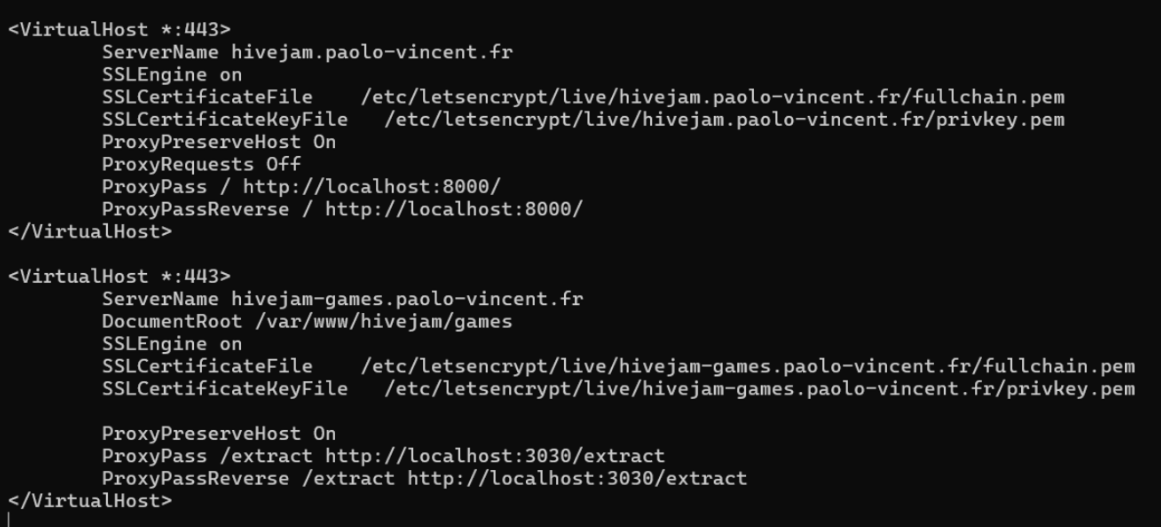 <VirtualHost *:443>
        ServerName hivejam.paolo-vincent.fr
        SSLEngine on
        SSLCertificateFile    /etc/letsencrypt/live/hivejam.paolo-vincent.fr/fullchain.pem
        SSLCertificateKeyFile   /etc/letsencrypt/live/hivejam.paolo-vincent.fr/privkey.pem
        ProxyPreserveHost On
        ProxyRequests Off
        ProxyPass / http://localhost:8000/
        ProxyPassReverse / http://localhost:8000/
</VirtualHost>

<VirtualHost *:443>
        ServerName hivejam-games.paolo-vincent.fr
        DocumentRoot /var/www/hivejam/games
        SSLEngine on
        SSLCertificateFile    /etc/letsencrypt/live/hivejam-games.paolo-vincent.fr/fullchain.pem
        SSLCertificateKeyFile   /etc/letsencrypt/live/hivejam-games.paolo-vincent.fr/privkey.pem

        ProxyPreserveHost On
        ProxyPass /extract http://localhost:3030/extract
        ProxyPassReverse /extract http://localhost:3030/extract
</VirtualHost>